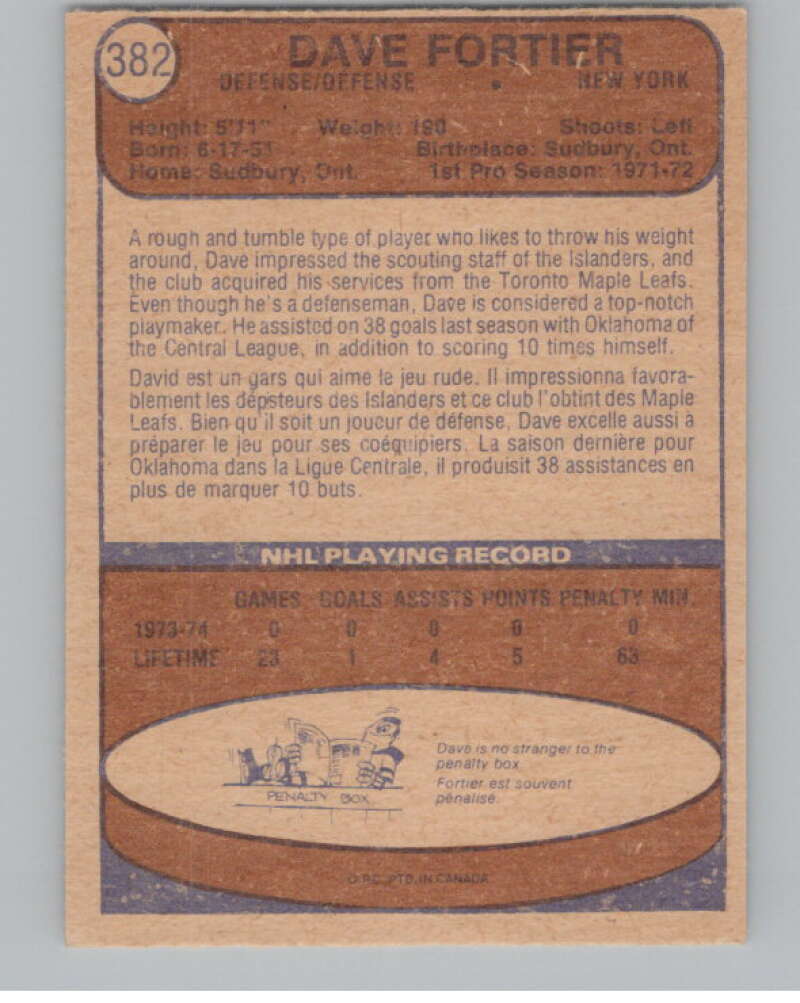 382
DAVE FORTIER
DEFENSE/DEFENSE • NEW YORK
Height: 5'11" Weight: 190 Shoots: Left
Born: 6-17-51 Birthplace: Sudbury, Ont.
Home: Sudbury, Ont. 1st Pro Season: 1971-72
A rough and tumble type of player who likes to throw his weight
around, Dave impressed the scouting staff of the Islanders, and
the club acquired his services from the Toronto Maple Leafs.
Even though he's a defenseman, Dave is considered a top-notch
playmaker. He assisted on 38 goals last season with Oklahoma of
the Central League, in addition to scoring 10 times himself.
David est un gars qui aime le jeu rude. Il impressionna favora-
blement les dépisteurs des Islanders et ce club l'obtint des Maple
Leafs. Bien qu'il soit un joueur de défense, Dave excelle aussi à
préparer le jeu pour ses coéquipiers. La saison dernière pour
Oklahoma dans la Ligue Centrale, il produisit 38 assistances en
plus de marquer 10 buts.
NHL PLAYING RECORD
GAMES GOALS ASSISTS POINTS PENALTY MIN.
1973-74 0 0 0 0 0
LIFETIME 23 1 4 5 63
PENALTY BOX
Dave is no stranger to the
penalty box.
Fortier est souvent
pénalisé.
PTD. IN CANADA